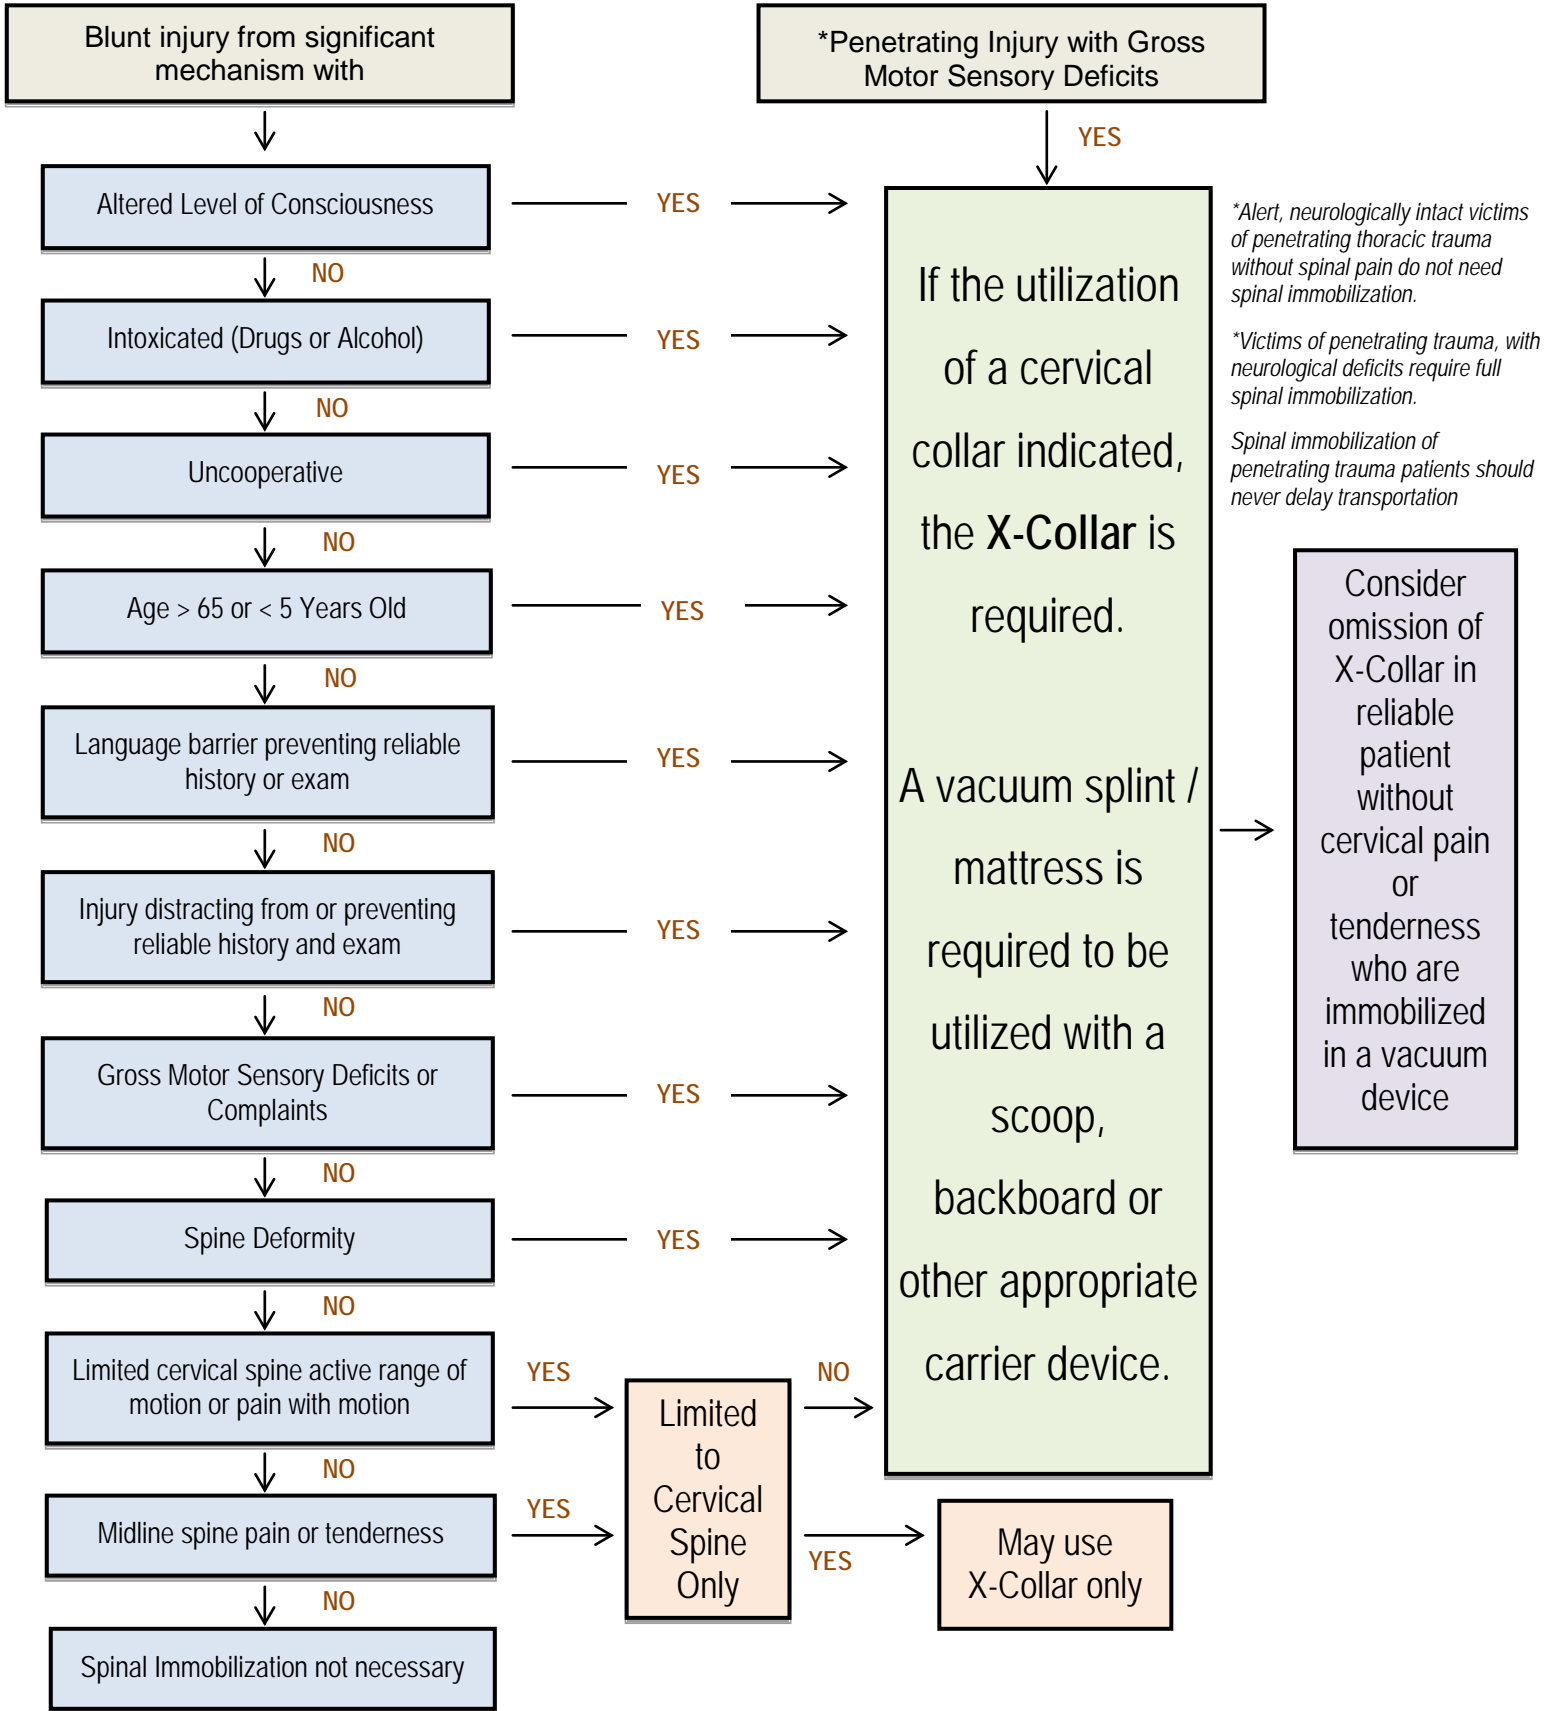 Blunt injury from significant
mechanism with
*Penetrating Injury with Gross
Motor Sensory Deficits
YES
Altered Level of Consciousness
YES
NO
Intoxicated (Drugs or Alcohol)
YES
NO
Uncooperative
YES
NO
Age > 65 or < 5 Years Old
YES
NO
Language barrier preventing reliable
history or exam
YES
NO
Injury distracting from or preventing
reliable history and exam
YES
NO
Gross Motor Sensory Deficits or
Complaints
YES
NO
Spine Deformity
YES
NO
Limited cervical spine active range of
motion or pain with motion
YES
NO
Midline spine pain or tenderness
YES
NO
Spinal Immobilization not necessary
Limited
to
Cervical
Spine
Only
NO
YES
May use
X-Collar only
If the utilization
of a cervical
collar indicated,
the X-Collar is
required.
A vacuum splint /
mattress is
required to be
utilized with a
scoop,
backboard or
other appropriate
carrier device.
*Alert, neurologically intact victims
of penetrating thoracic trauma
without spinal pain do not need
spinal immobilization.
*Victims of penetrating trauma, with
neurological deficits require full
spinal immobilization.
Spinal immobilization of
penetrating trauma patients should
never delay transportation
Consider
omission of
X-Collar in
reliable
patient
without
cervical pain
or
tenderness
who are
immobilized
in a vacuum
device